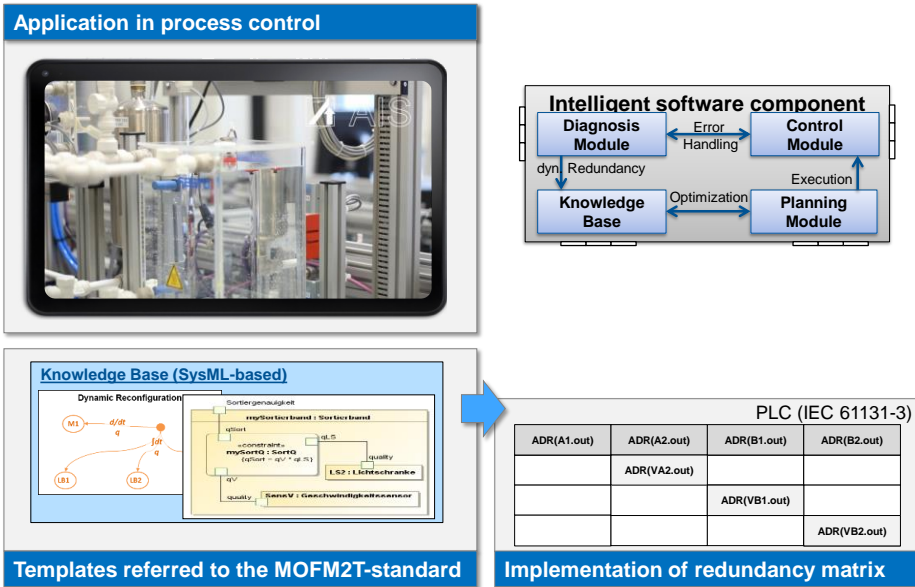 Application in process control
AIS
Intelligent software component
Diagnosis
Module
Error
Handling
Control
Module
dyn. Redundancy
Execution
Knowledge
Base
Optimization
Planning
Module
Knowledge Base (SysML-based)
Dynamic Reconfiguration
M1
d/dt
q
∫dt
q
LB1
LB2
Sortiergenauigkeit
mySortierband : Sortierband
qSort
«constraint»
mySortQ : SortQ
{qSort = qV * qLS}
qLS
quality
LS2 : Lichtschranke
qV
quality
SensV : Geschwindigkeitssensor
Templates referred to the MOFM2T-standard
PLC (IEC 61131-3)
ADR(A1.out) ADR(A2.out) ADR(B1.out) ADR(B2.out)
ADR(VA2.out)
ADR(VB1.out)
ADR(VB2.out)
Implementation of redundancy matrix